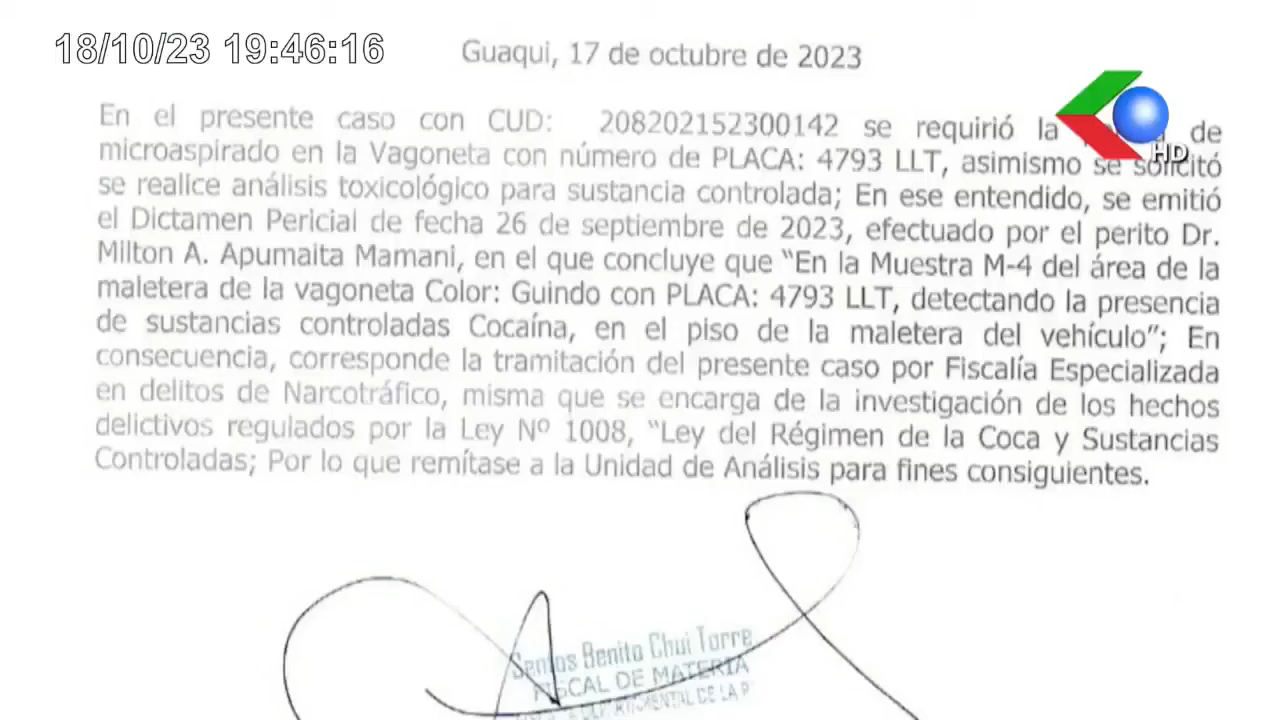 18/10/23 19:46:16
Guaqui, 17 de octubre de 2023
En el presente caso con CUD: 208202152300142 se requirió la de
microaspirado en la Vagoneta con número de PLACA: 4793 LLT, asimismo se solicitó
HD
se realice análisis toxicológico para sustancia controlada; En ese entendido, se emitió
el Dictamen Pericial de fecha 26 de septiembre de 2023, efectuado por el perito Dr.
Milton A. Apumaita Mamani, en el que concluye que “En la Muestra M-4 del área de la
maletera de la vagoneta Color: Guindo con PLACA: 4793 LLT, detectando la presencia
de sustancias controladas Cocaína, en el piso de la maletera del vehículo”; En
consecuencia, corresponde la tramitación del presente caso por Fiscalía Especializada
en delitos de Narcotráfico, misma que se encarga de la investigación de los hechos
delictivos regulados por la Ley Nº 1008, “Ley del Régimen de la Coca y Sustancias
Controladas; Por lo que remítase a la Unidad de Análisis para fines consiguientes.
Santos Benito Chui Torre
FISCAL DE MATERIA
DE LA P